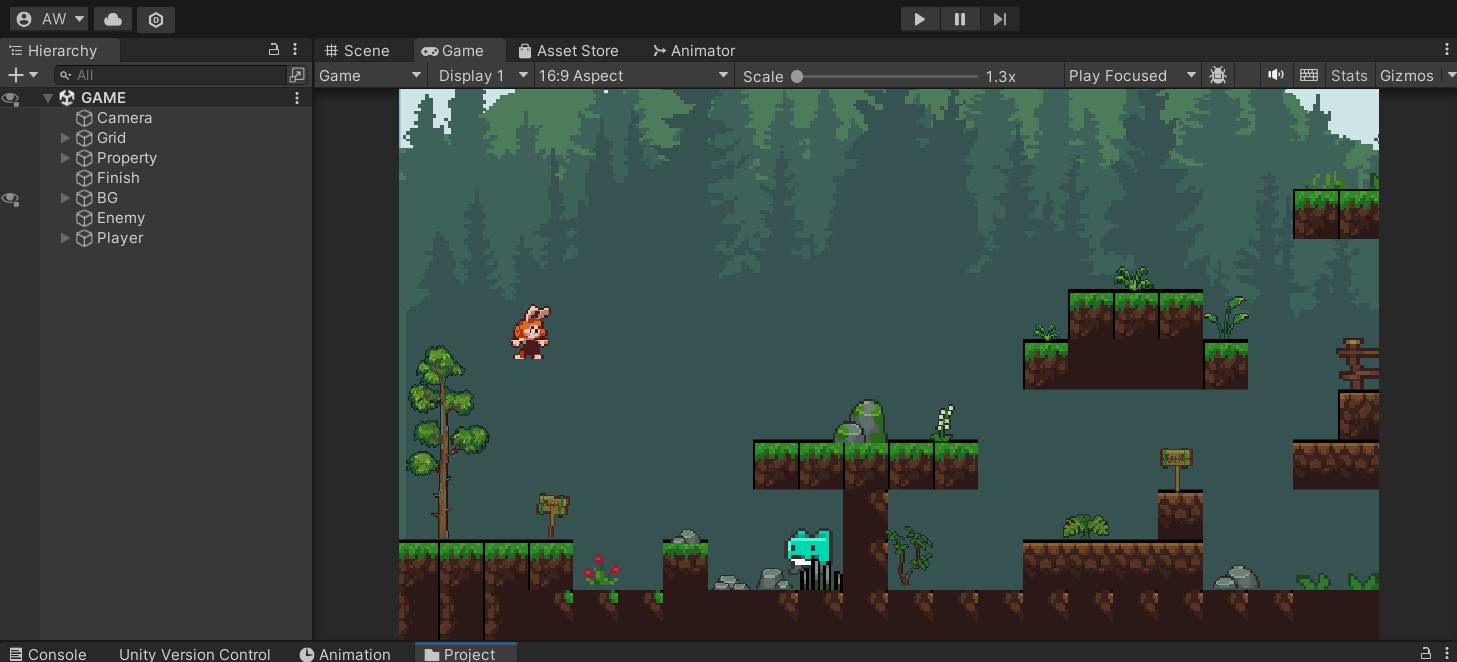 AW
Hierarchy
Scene
Game
Asset Store
Animator
All
Game
Display 1
16:9 Aspect
Scale
1.3x
Play Focused
Stats
Gizmos
GAME
Camera
Grid
Property
Finish
BG
Enemy
Player
Console
Unity Version Control
Animation
Project